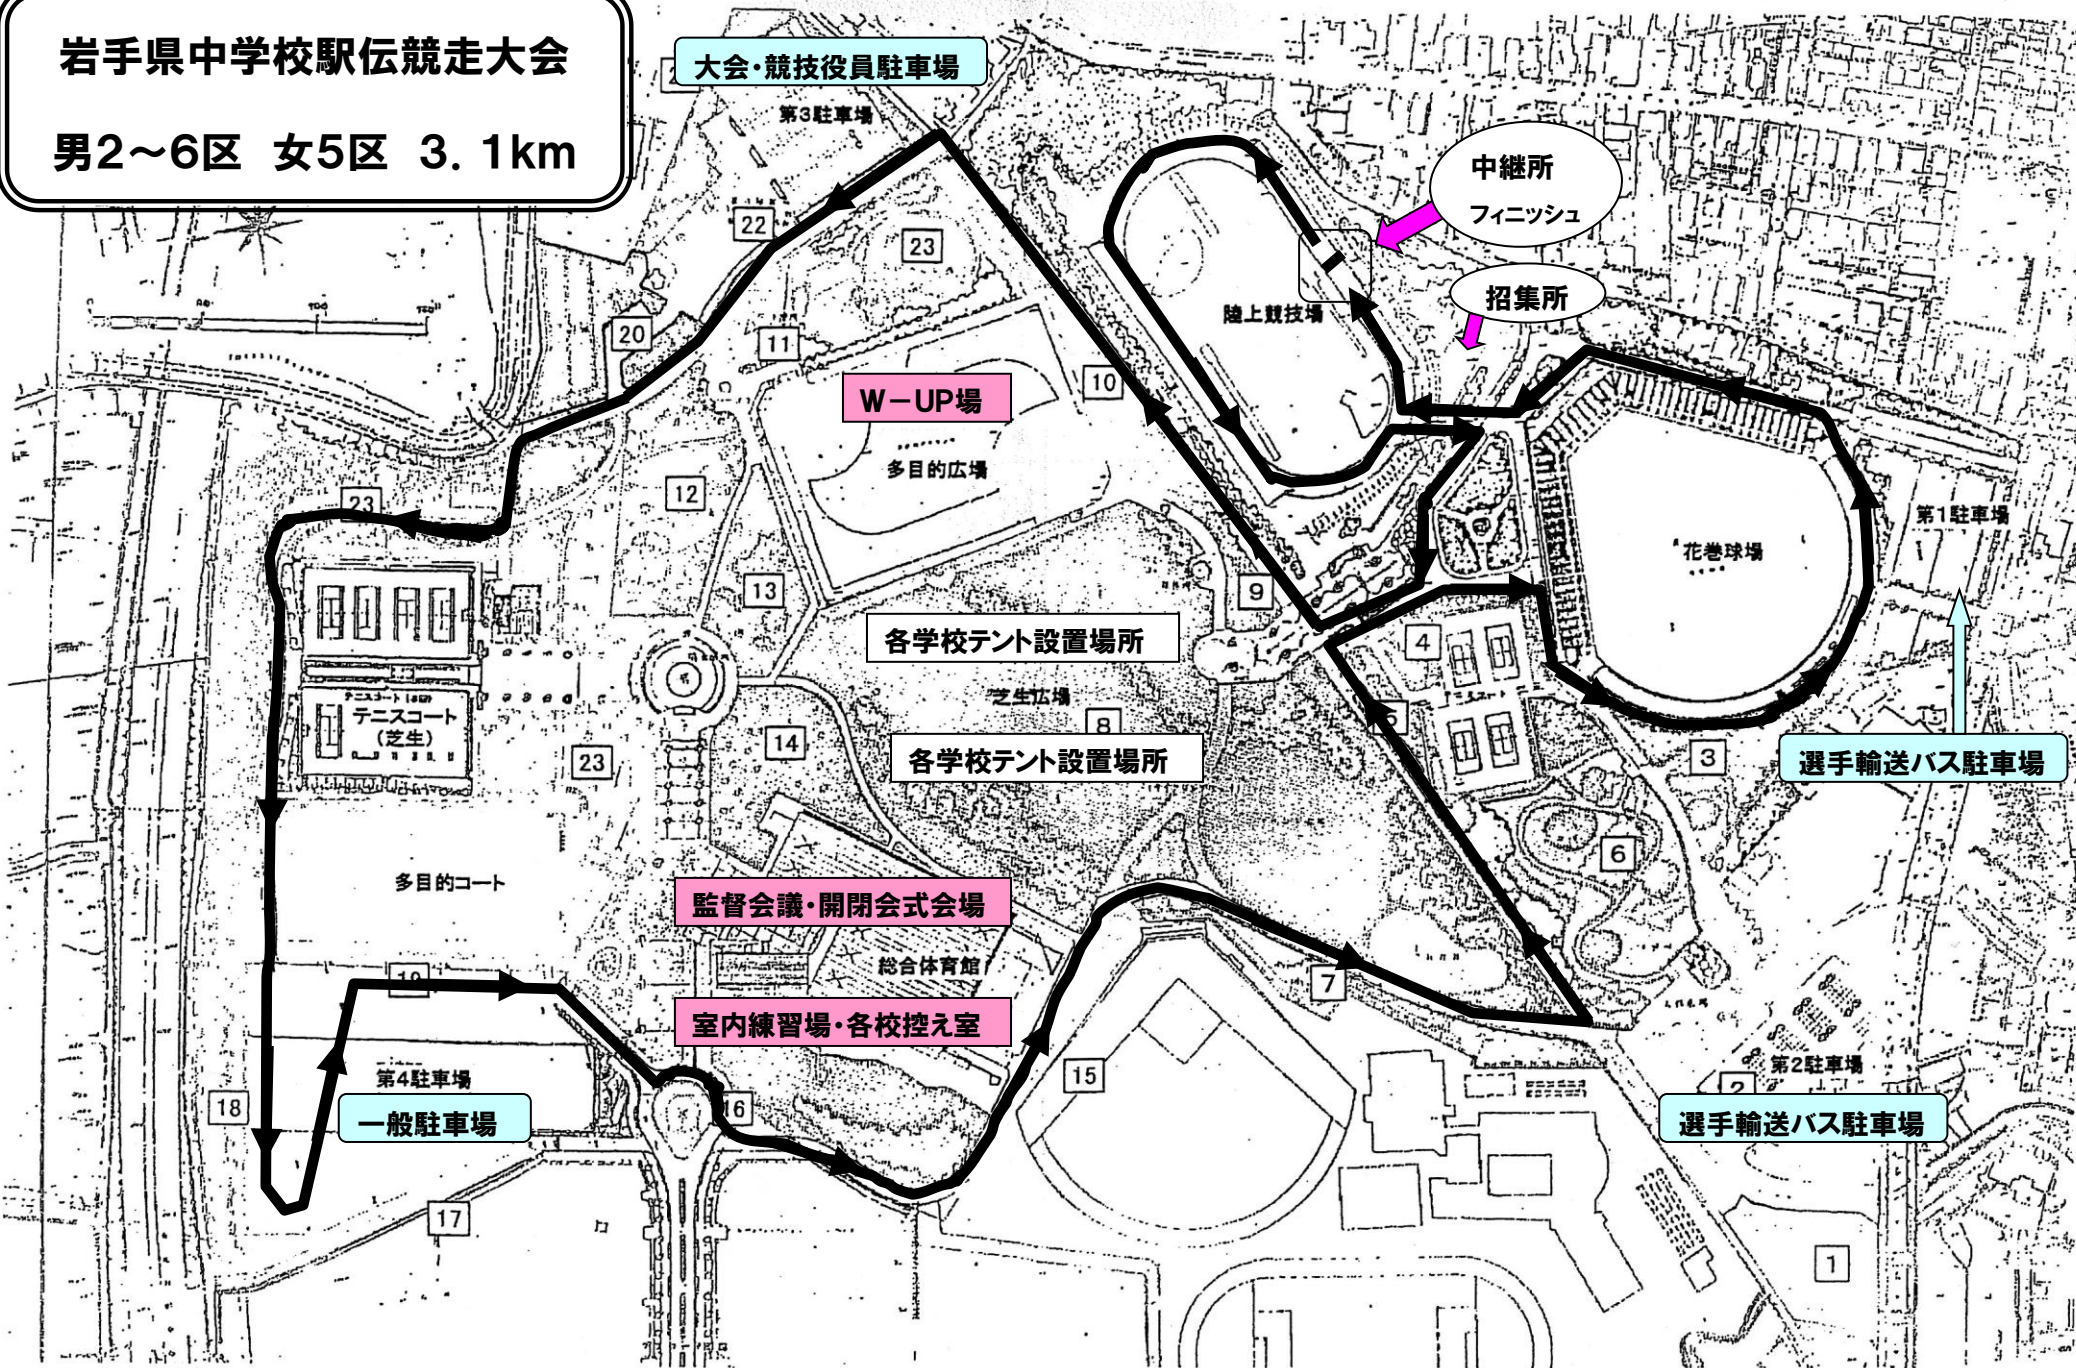 岩手県中学校駅伝競走大会
男2～6区 女5区 3.1km
大会・競技役員駐車場
第3駐車場
中継所
フィニッシュ
招集所
陸上競技場
22
23
20
11
10
W－UP場
多目的広場
12
23
第1駐車場
花巻球場
13
9
各学校テント設置場所
4
テニスコート
芝生広場
8
5
テニスコート
(芝生)
14
23
各学校テント設置場所
3
選手輸送バス駐車場
6
多目的コート
監督会議・開閉会式会場
総合体育館
19
7
室内練習場・各校控え室
第4駐車場
15
第2駐車場
2
18
一般駐車場
16
選手輸送バス駐車場
17
1